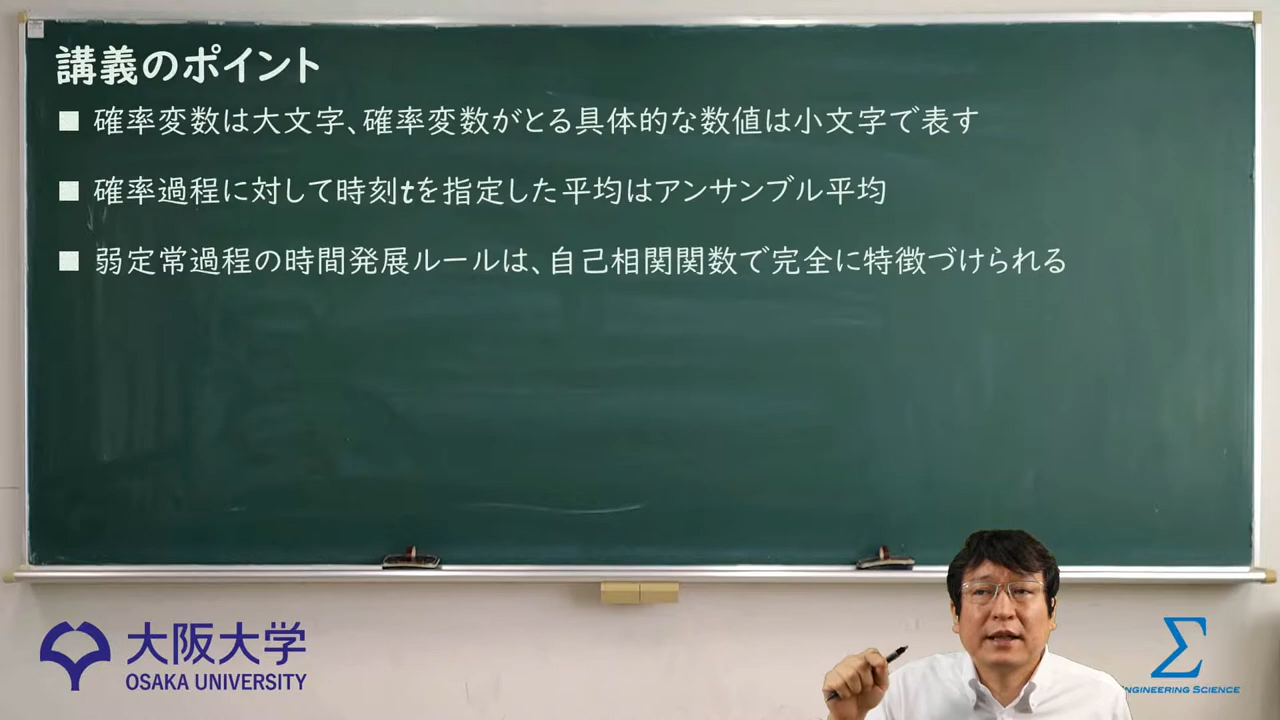 講義のポイント
■ 確率変数は大文字、確率変数がとる具体的な数値は小文字で表す
■ 確率過程に対して時刻tを指定した平均はアンサンブル平均
■ 弱定常過程の時間発展ルールは、自己相関関数で完全に特徴づけられる
大阪大学
OSAKA UNIVERSITY
Σ
ENGINEERING SCIENCE